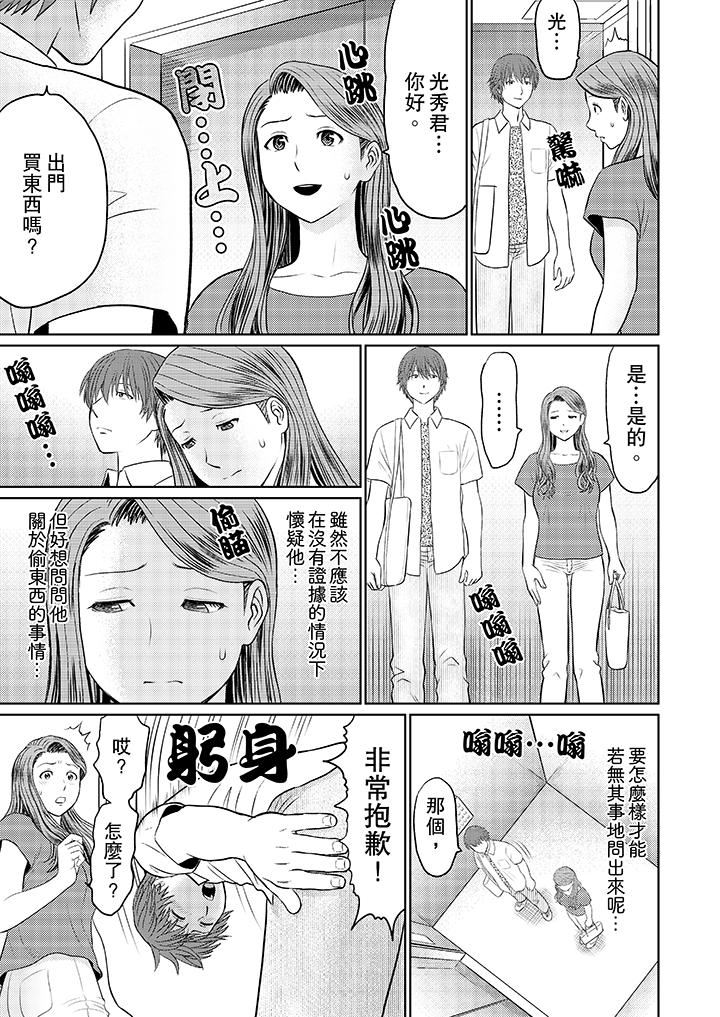 光…
驚嚇
光秀君…
你好。
心跳
心跳
閉…上…
出門
買東西嗎？
是…是的。
……
嗡嗡嗡
嗡嗡嗡…
雖然不應該
在沒有證據的情況下
懷疑他…
偷瞄
但好想問問他
關於偷東西的事情…
要怎麼樣才能
若無其事地問出來呢…
嗡嗡…嗡
那個，
非常抱歉！
躬身
哎？
怎麼了？